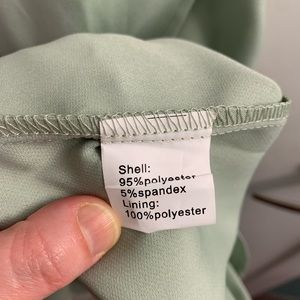 Shell:
95%polyester
5%spandex
Lining:
100%polyester